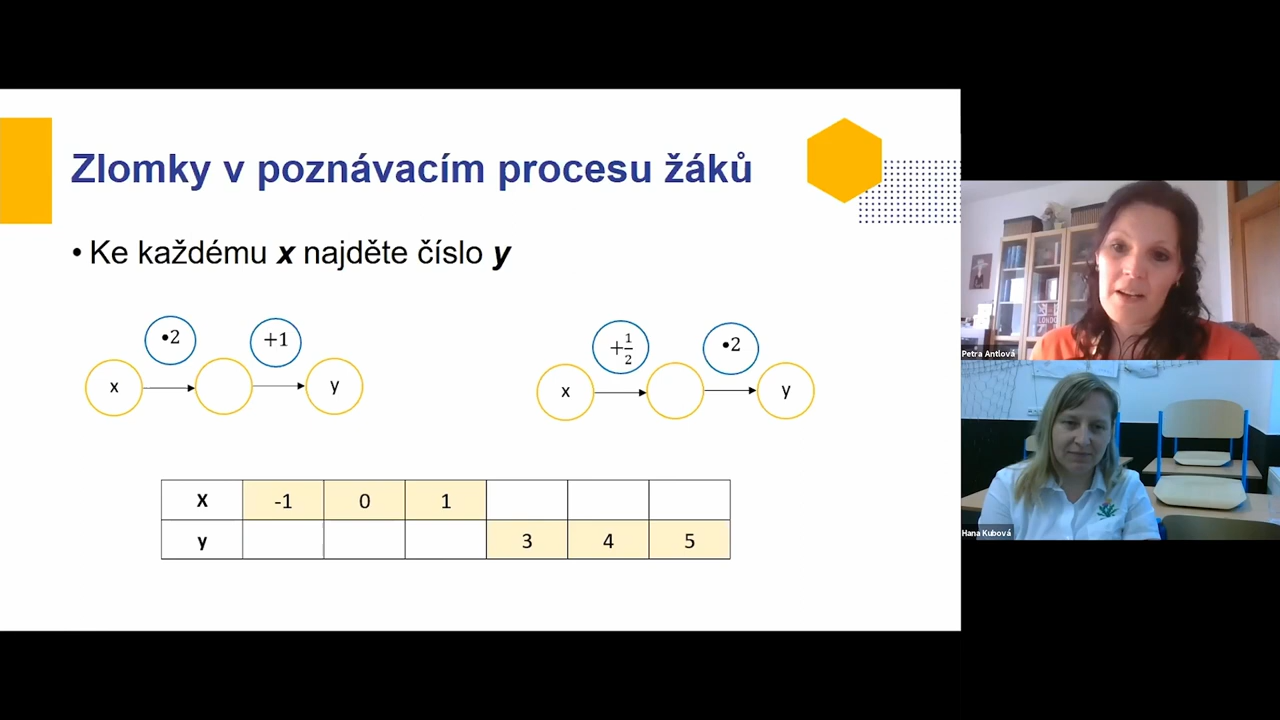 Zlomky v poznávacím procesu žáků
• Ke každému x najděte číslo y
•2 +1
x y
+1/2 •2
x y
X -1 0 1
y 3 4 5
Petra Antlová
Hana Kubová